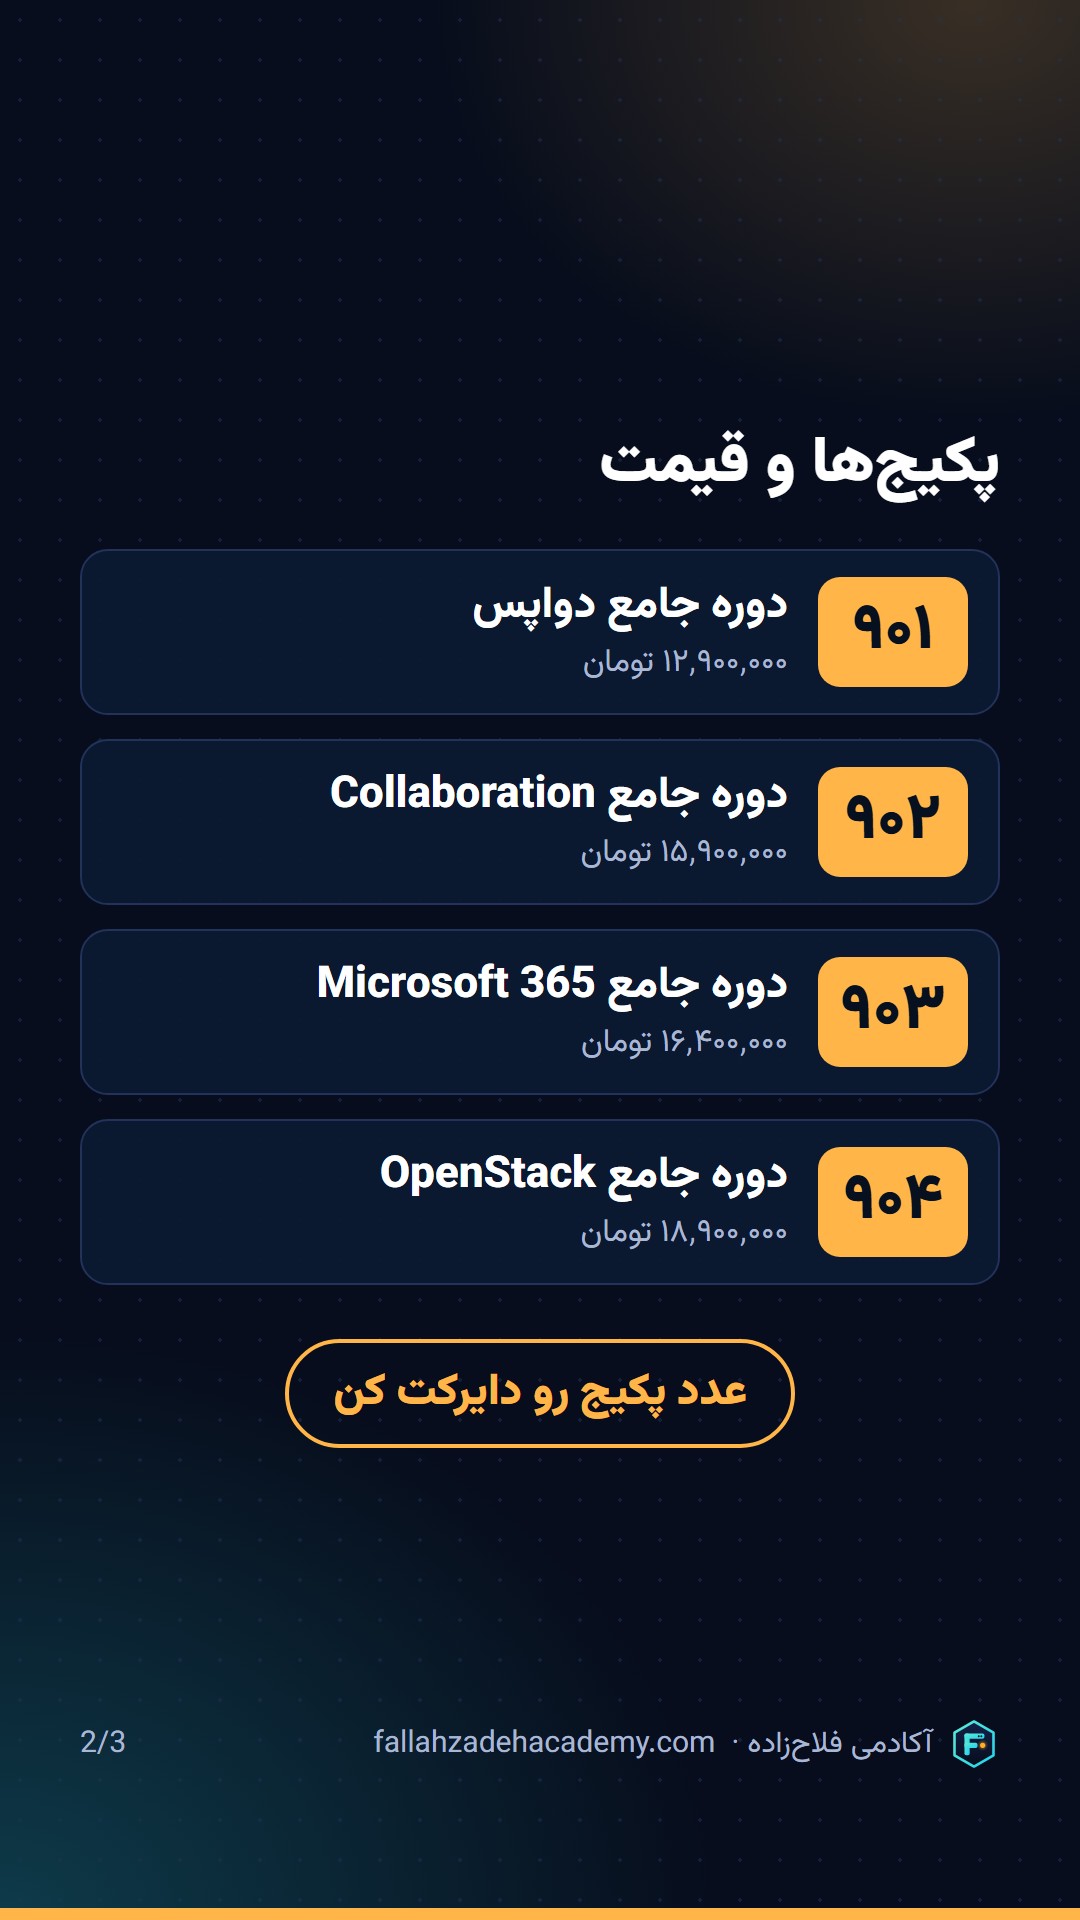 پکیج‌ها و قیمت
۹۰۱
دوره جامع دواپس
۱۲,۹۰۰,۰۰۰ تومان
۹۰۲
دوره جامع Collaboration
۱۵,۹۰۰,۰۰۰ تومان
۹۰۳
دوره جامع Microsoft 365
۱۶,۴۰۰,۰۰۰ تومان
۹۰۴
دوره جامع OpenStack
۱۸,۹۰۰,۰۰۰ تومان
عدد پکیج رو دایرکت کن
آکادمی فلاح‌زاده · fallahzadehacademy.com
2/3